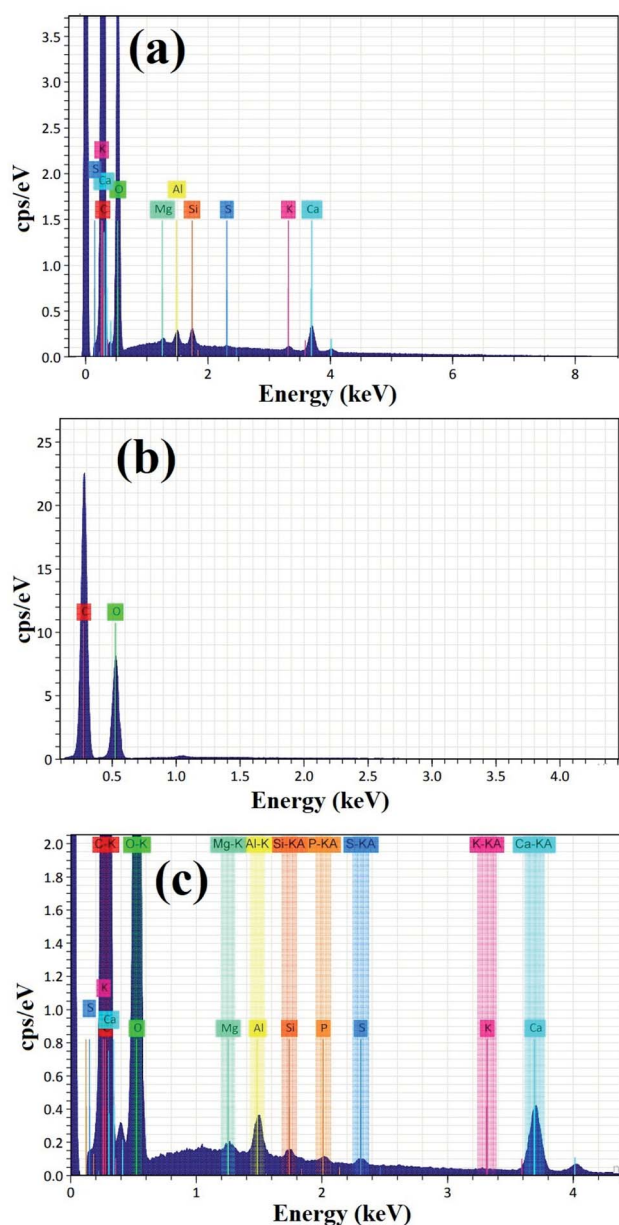 (a)
3.5
3.0
2.5
2.0
1.5
1.0
0.5
0.0
cps/eV
K
S
Ca
C
O
Mg
Al
Si
S
K
Ca
0 2 4 6 8
Energy (keV)
(b)
25
20
15
10
5
0
cps/eV
C
O
0.5 1.0 1.5 2.0 2.5 3.0 3.5 4.0
Energy (keV)
(c)
2.0
1.8
1.6
1.4
1.2
1.0
0.8
0.6
0.4
0.2
0.0
cps/eV
C-K O-K Mg-K Al-K Si-KA P-KA S-KA K-KA Ca-KA
K
S
Ca
O Mg Al Si P S K Ca
0 1 2 3 4
Energy (keV)